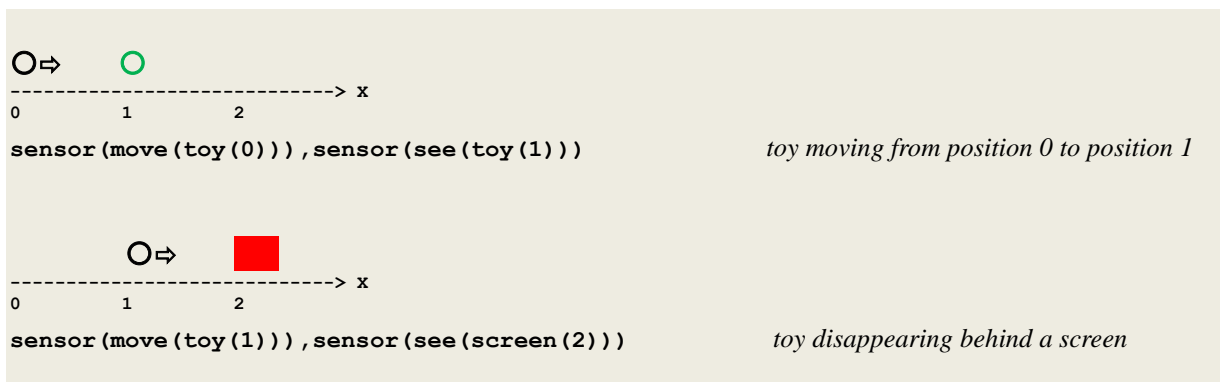 -----------------------------> X
0 1 2
sensor(move(toy(0))),sensor(see(toy(1))) toy moving from position 0 to position 1
-----------------------------> X
0 1 2
sensor(move(toy(1))),sensor(see(screen(2))) toy disappearing behind a screen